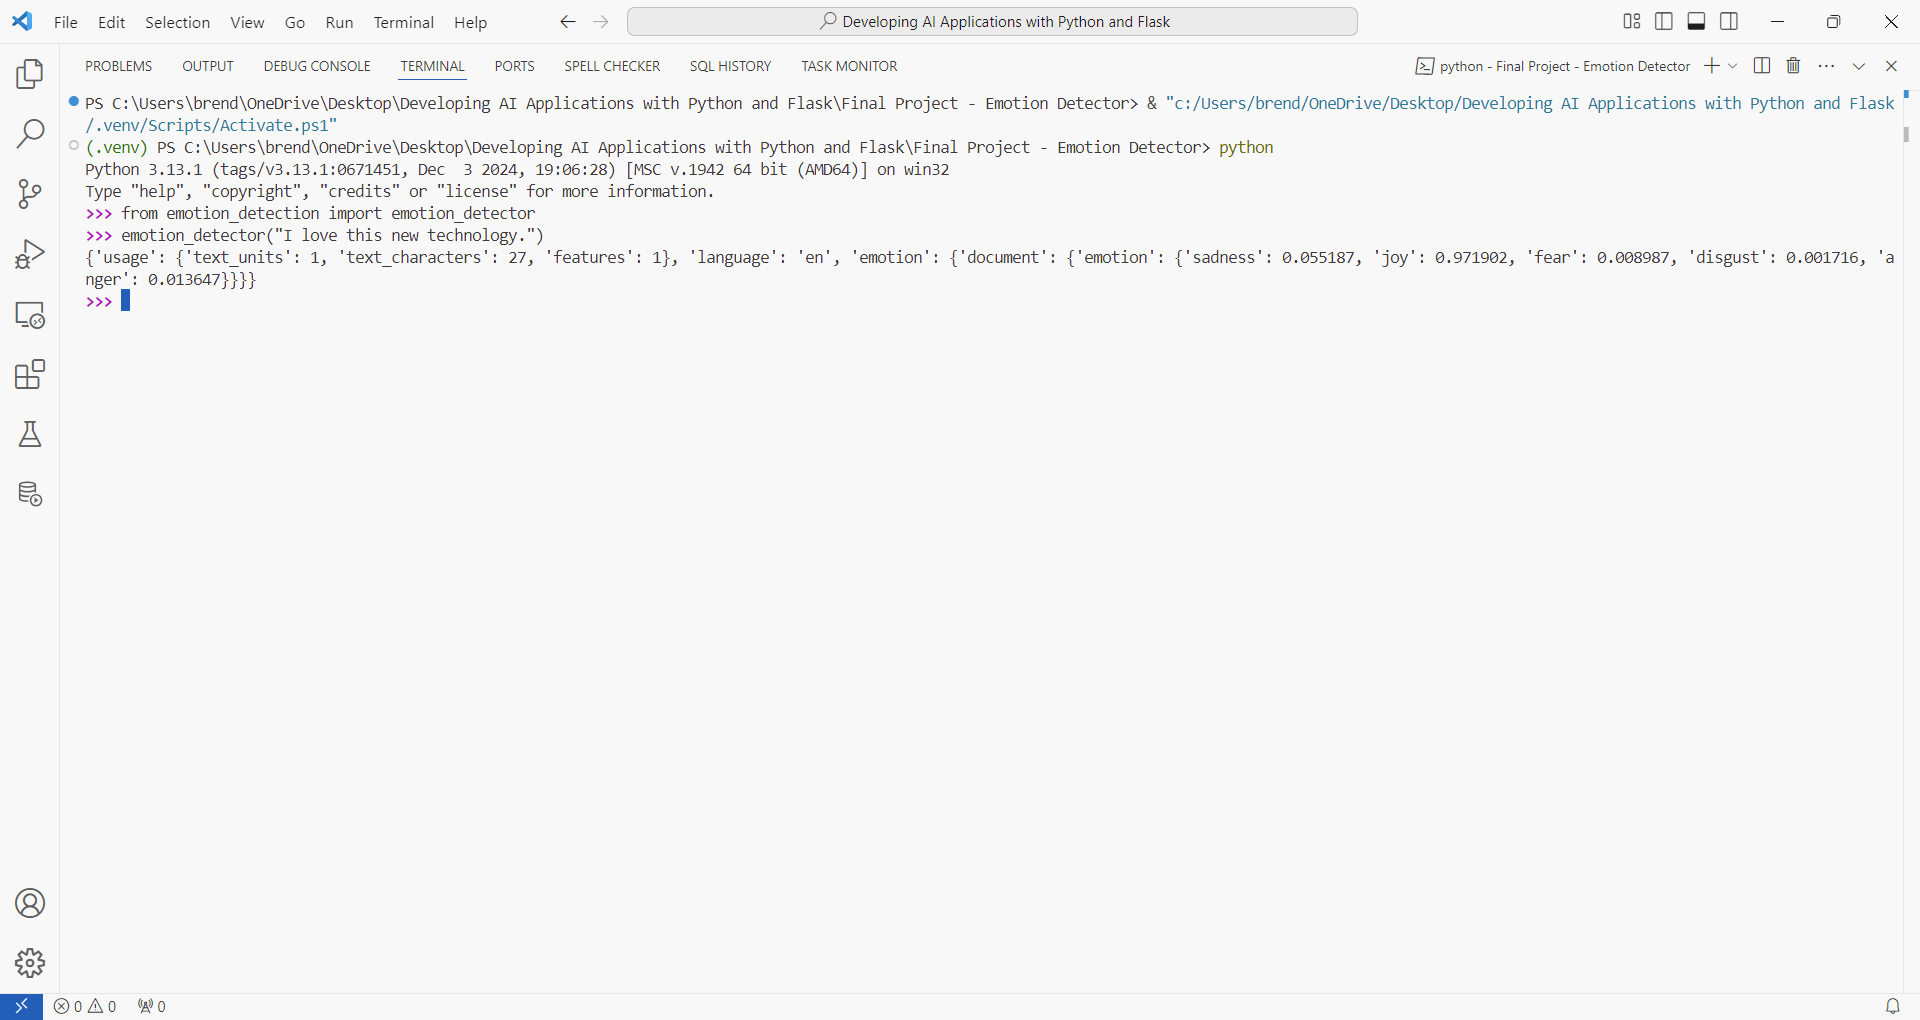 File Edit Selection View Go Run Terminal Help Developing AI Applications with Python and Flask
PROBLEMS OUTPUT DEBUG CONSOLE TERMINAL PORTS SPELL CHECKER SQL HISTORY TASK MONITOR python - Final Project - Emotion Detector
PS C:\Users\brend\OneDrive\Desktop\Developing AI Applications with Python and Flask\Final Project - Emotion Detector> & "c:/Users/brend/OneDrive/Desktop/Developing AI Applications with Python and Flask
/.venv/Scripts/Activate.ps1"
(.venv) PS C:\Users\brend\OneDrive\Desktop\Developing AI Applications with Python and Flask\Final Project - Emotion Detector> python
Python 3.13.1 (tags/v3.13.1:0671451, Dec  3 2024, 19:06:28) [MSC v.1942 64 bit (AMD64)] on win32
Type "help", "copyright", "credits" or "license" for more information.
>>> from emotion_detection import emotion_detector
>>> emotion_detector("I love this new technology.")
{'usage': {'text_units': 1, 'text_characters': 27, 'features': 1}, 'language': 'en', 'emotion': {'document': {'emotion': {'sadness': 0.055187, 'joy': 0.971902, 'fear': 0.008987, 'disgust': 0.001716, 'a
nger': 0.013647}}}}
>>>
0 0 0